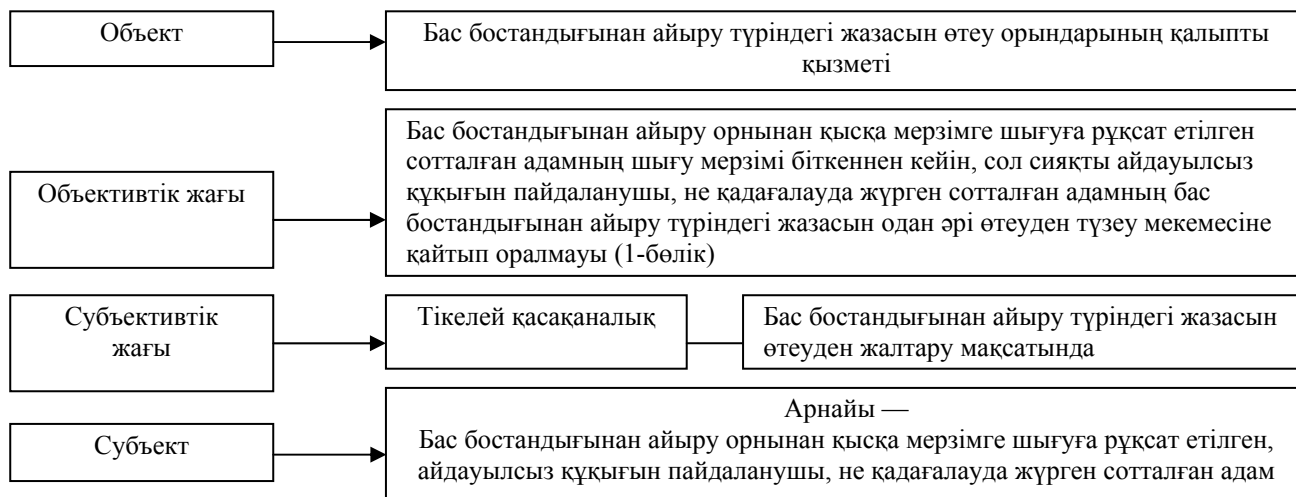 Объект
Бас бостандығынан айыру түріндегі жазасын өтеу орындарының қалыпты
қызметі
Объективтік жағы
Бас бостандығынан айыру орнынан қысқа мерзімге шығуға рұқсат етілген
сотталған адамның шығу мерзімі біткеннен кейін, сол сияқты айдауылсыз
құқығын пайдаланушы, не қадағалауда жүрген сотталған адамның бас
бостандығынан айыру түріндегі жазасын одан әрі өтеуден түзеу мекемесіне
қайтып оралмауы (1-бөлік)
Субъективтік
жағы
Тікелей қасақаналық
Бас бостандығынан айыру түріндегі жазасын
өтеуден жалтару мақсатында
Субъект
Арнайы —
Бас бостандығынан айыру орнынан қысқа мерзімге шығуға рұқсат етілген,
айдауылсыз құқығын пайдаланушы, не қадағалауда жүрген сотталған адам